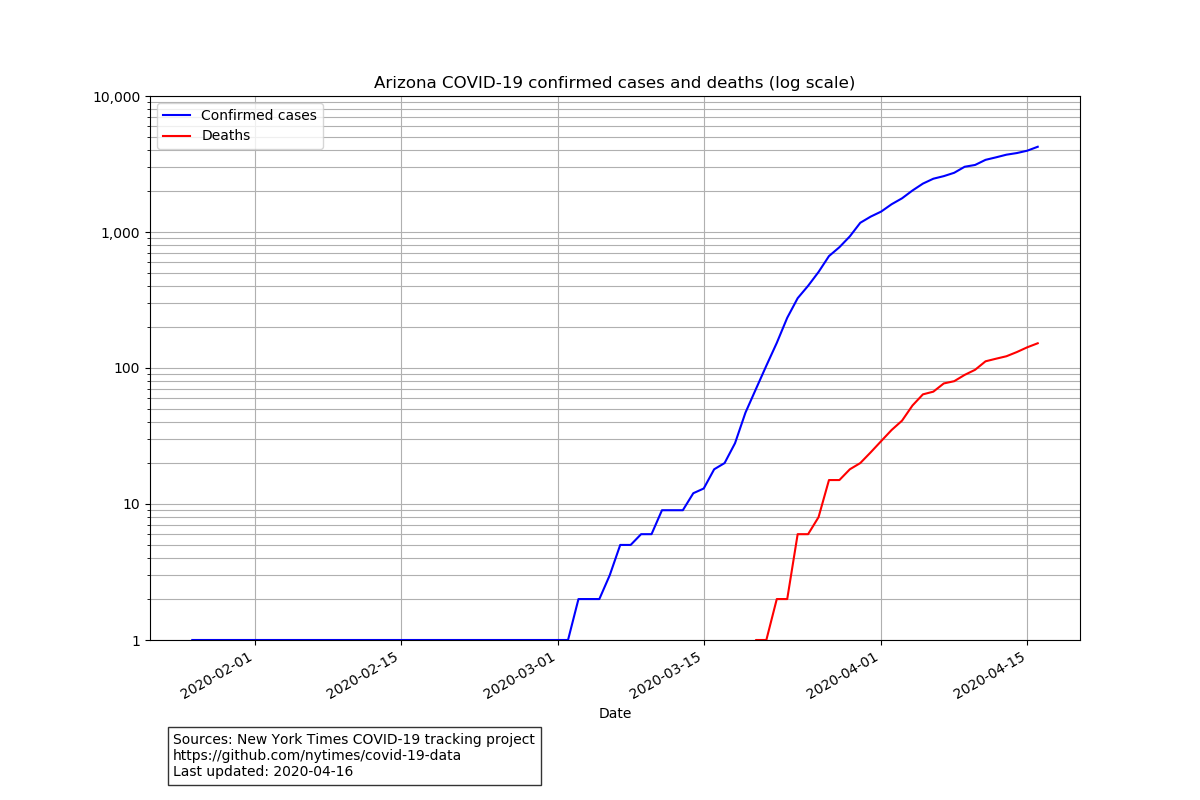 Arizona COVID-19 confirmed cases and deaths (log scale)
10,000
1,000
100
10
1
Confirmed cases
Deaths
2020-02-01
2020-02-15
2020-03-01
2020-03-15
2020-04-01
2020-04-15
Date
Sources: New York Times COVID-19 tracking project
https://github.com/nytimes/covid-19-data
Last updated: 2020-04-16